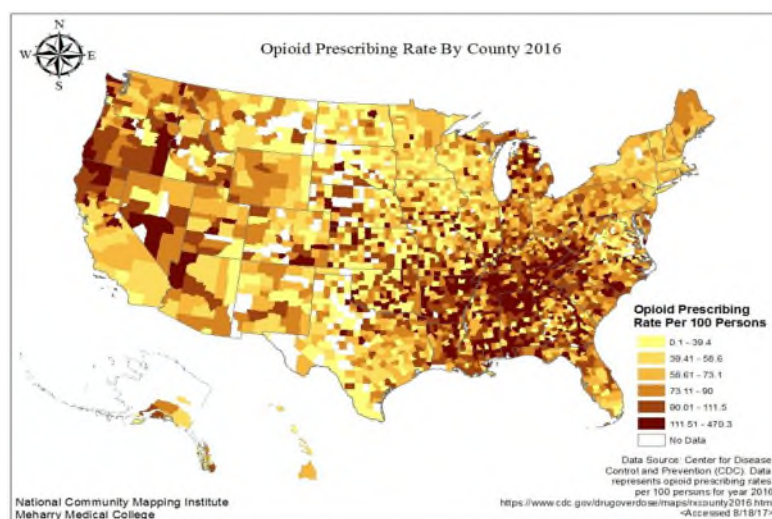 N
W E
S
Opioid Prescribing Rate By County 2016
Opioid Prescribing
Rate Per 100 Persons
0.1 - 39.4
39.41 - 58.6
58.61 - 73.1
73.11 - 90
90.01 - 111.5
111.51 - 470.3
No Data
Data Source: Center for Disease
Control and Prevention (CDC). Data
represents opioid prescribing rates
per 100 persons for year 2016
https://www.cdc.gov/drugoverdose/maps/rxcounty2016.html
<Accessed 8/18/17>
National Community Mapping Institute
Meharry Medical College